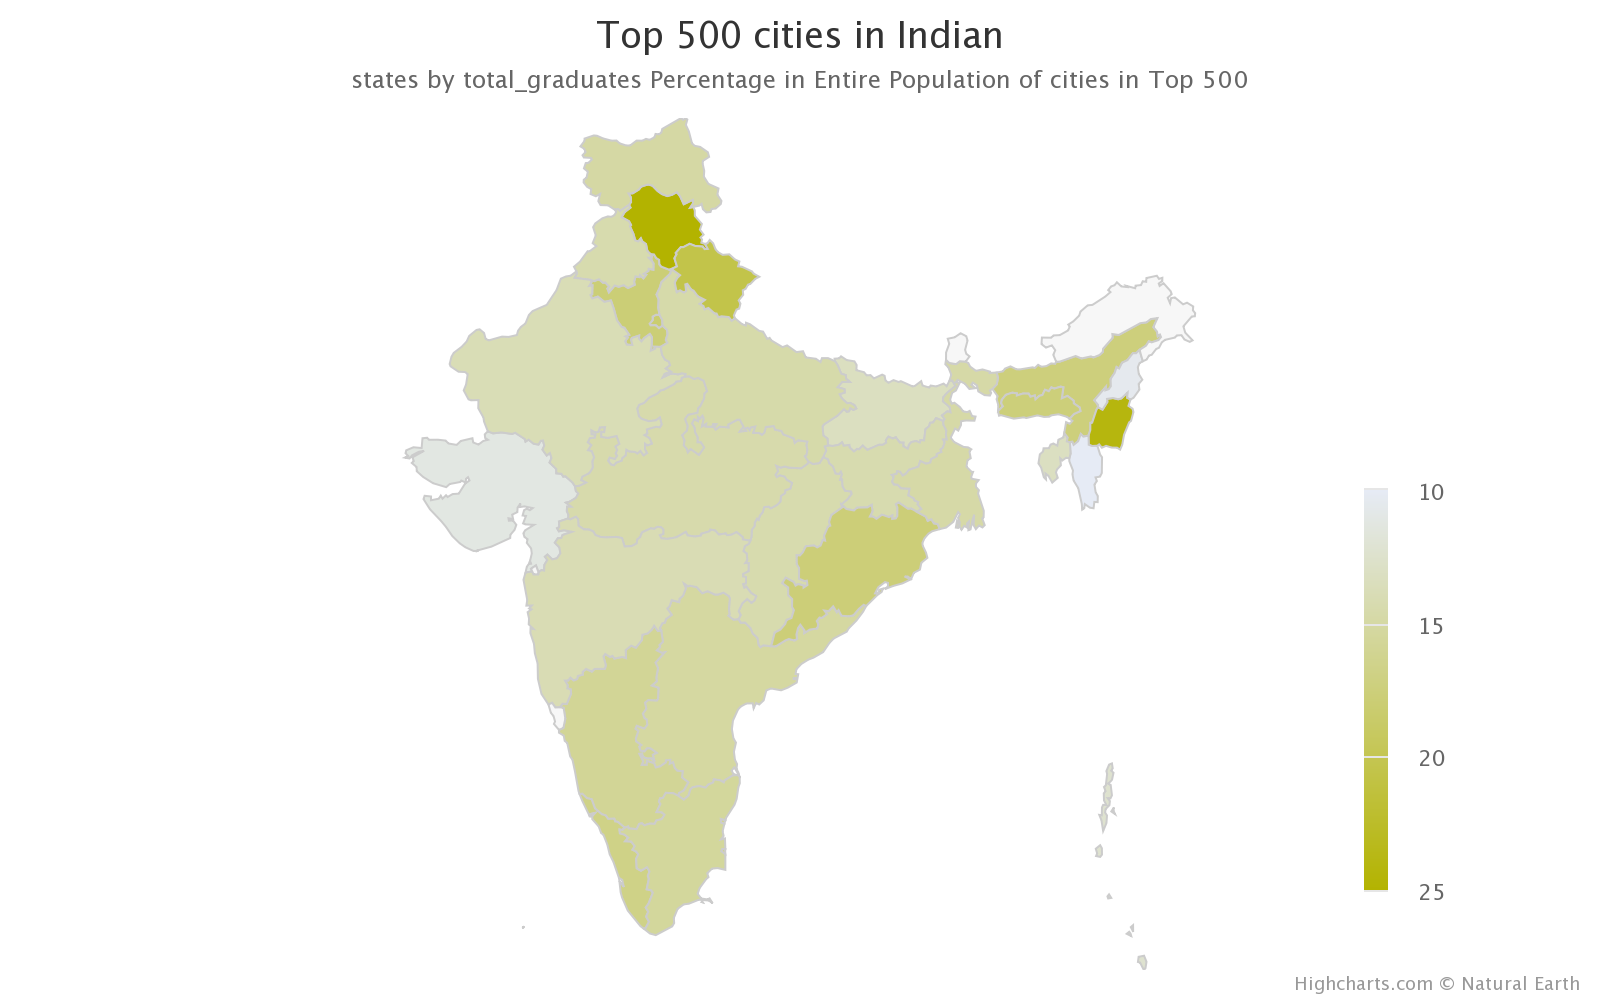 Top 500 cities in Indian
states by total_graduates Percentage in Entire Population of cities in Top 500
10
15
20
25
Highcharts.com © Natural Earth